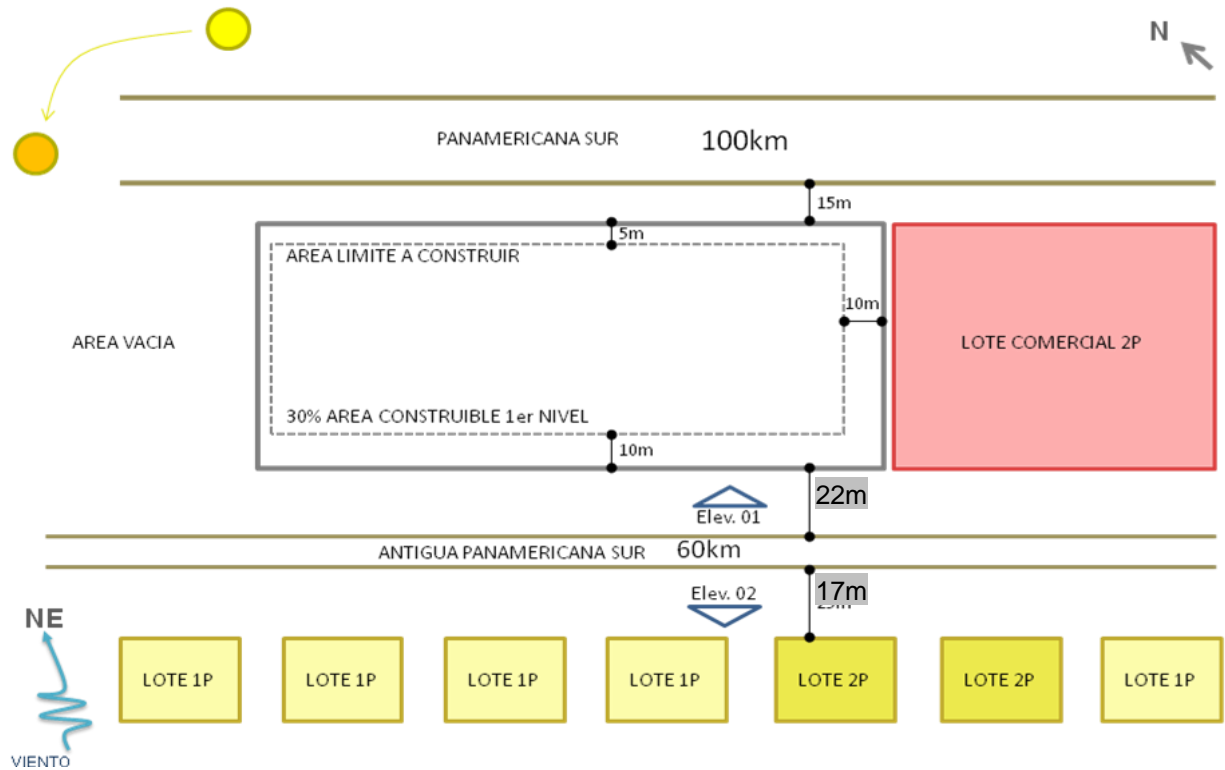 N
PANAMERICANA SUR 100km
15m
5m
AREA LIMITE A CONSTRUIR
10m
AREA VACIA
LOTE COMERCIAL 2P
30% AREA CONSTRUIBLE 1er NIVEL
10m
22m
Elev. 01
ANTIGUA PANAMERICANA SUR 60km
17m
Elev. 02
NE
LOTE 1P
LOTE 1P
LOTE 1P
LOTE 1P
LOTE 2P
LOTE 2P
LOTE 1P
VIENTO